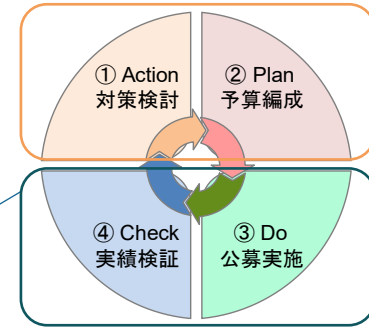 ① Action
対策検討
② Plan
予算編成
④ Check
実績検証
③ Do
公募実施